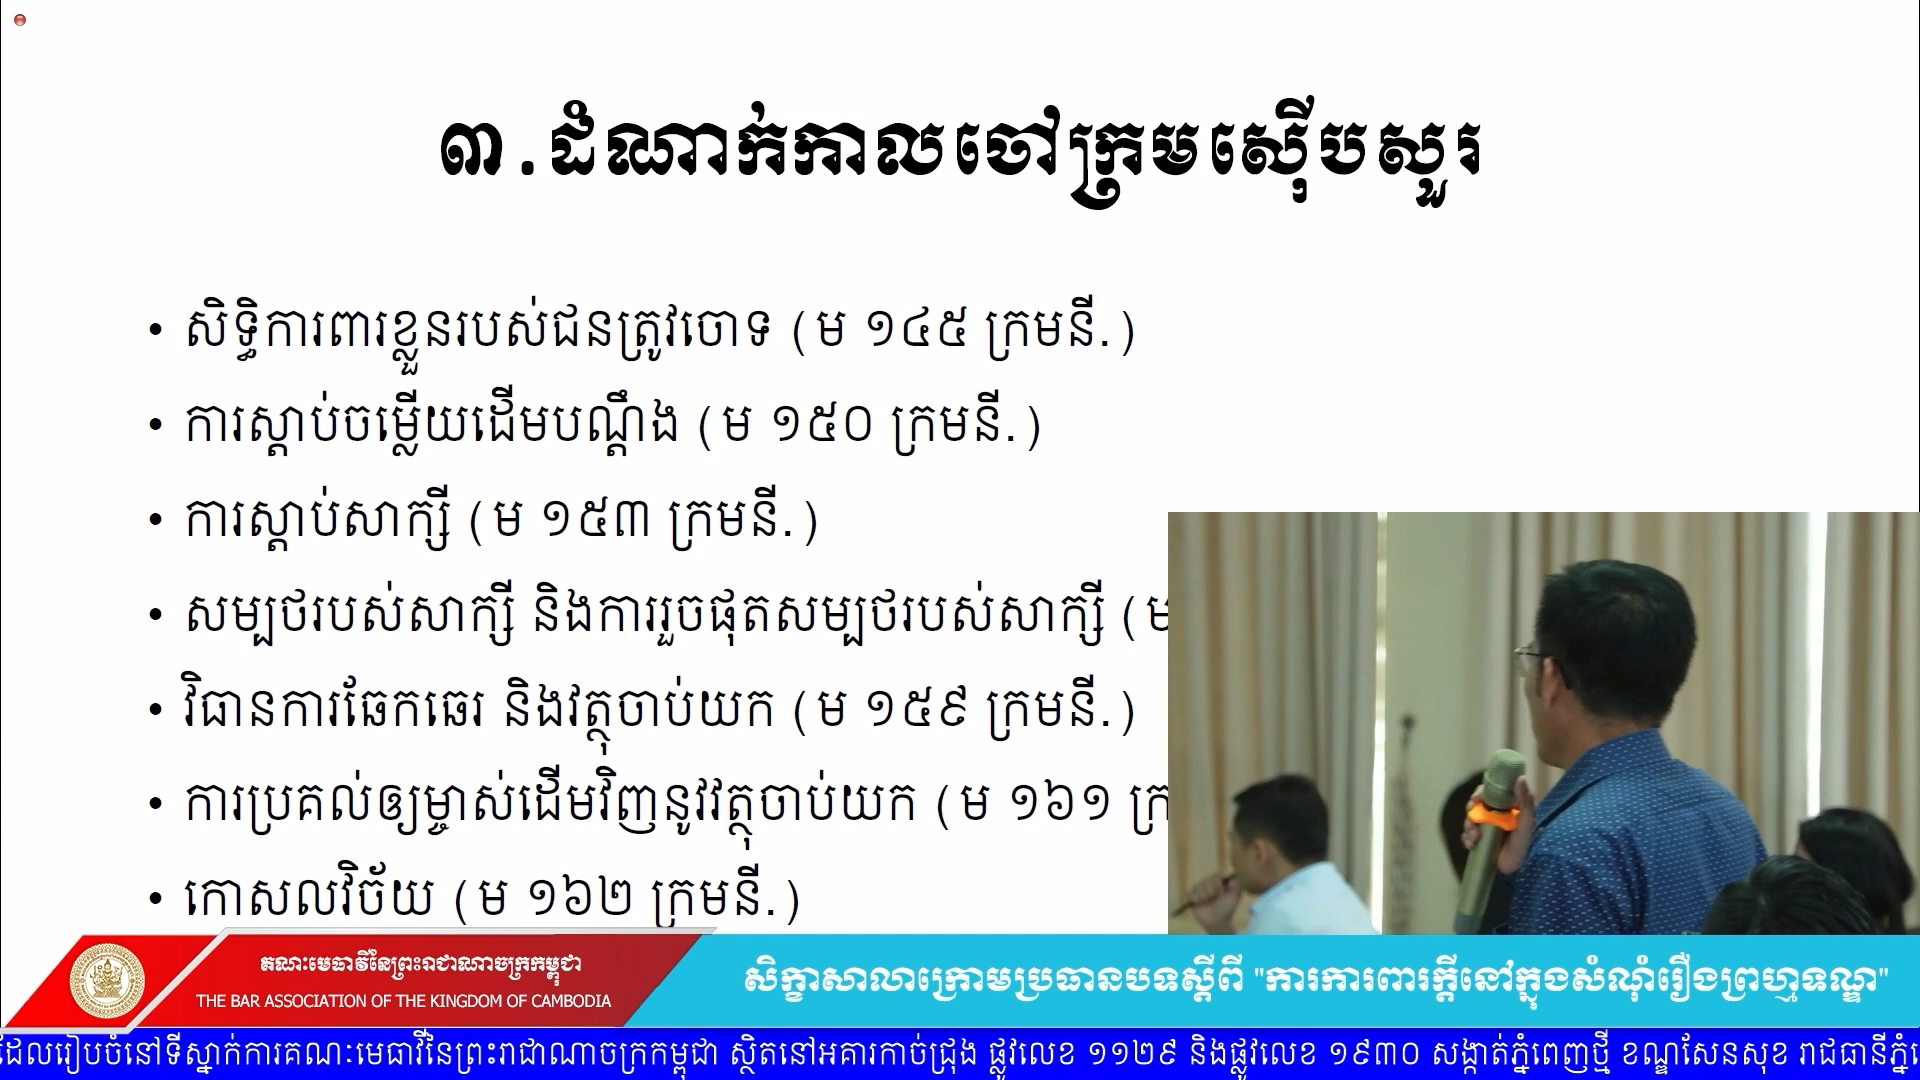 ៣.ដំណាក់កាលចៅក្រមស៊ើបសួរ
• សិទ្ធិការពារខ្លួនរបស់ជនត្រូវចោទ (ម ១៤៥ ក្រមនី.)
• ការស្តាប់ចម្លើយដើមបណ្តឹង (ម ១៥០ ក្រមនី.)
• ការស្តាប់សាក្សី (ម ១៥៣ ក្រមនី.)
• សម្បថរបស់សាក្សី និងការរួចផុតសម្បថរបស់សាក្សី (ម
• វិធានការឆែកឆេរ និងវត្ថុចាប់យក (ម ១៥៩ ក្រមនី.)
• ការប្រគល់ឲ្យម្ចាស់ដើមវិញនូវវត្ថុចាប់យក (ម ១៦១ ក្រ
• កោសលវិច័យ (ម ១៦២ ក្រមនី.)
គណៈមេធាវីនៃព្រះរាជាណាចក្រកម្ពុជា
THE BAR ASSOCIATION OF THE KINGDOM OF CAMBODIA
សិក្ខាសាលាក្រោមប្រធានបទស្តីពី "ការការពារក្តីនៅក្នុងសំណុំរឿងព្រហ្មទណ្ឌ"
ដែលរៀបចំនៅទីស្នាក់ការគណៈមេធាវីនៃព្រះរាជាណាចក្រកម្ពុជា ស្ថិតនៅអគារកាច់ជ្រុង ផ្លូវលេខ ១១២៩ និងផ្លូវលេខ ១៩៣០ សង្កាត់ភ្នំពេញថ្មី ខណ្ឌសែនសុខ រាជធានីភ្នំ